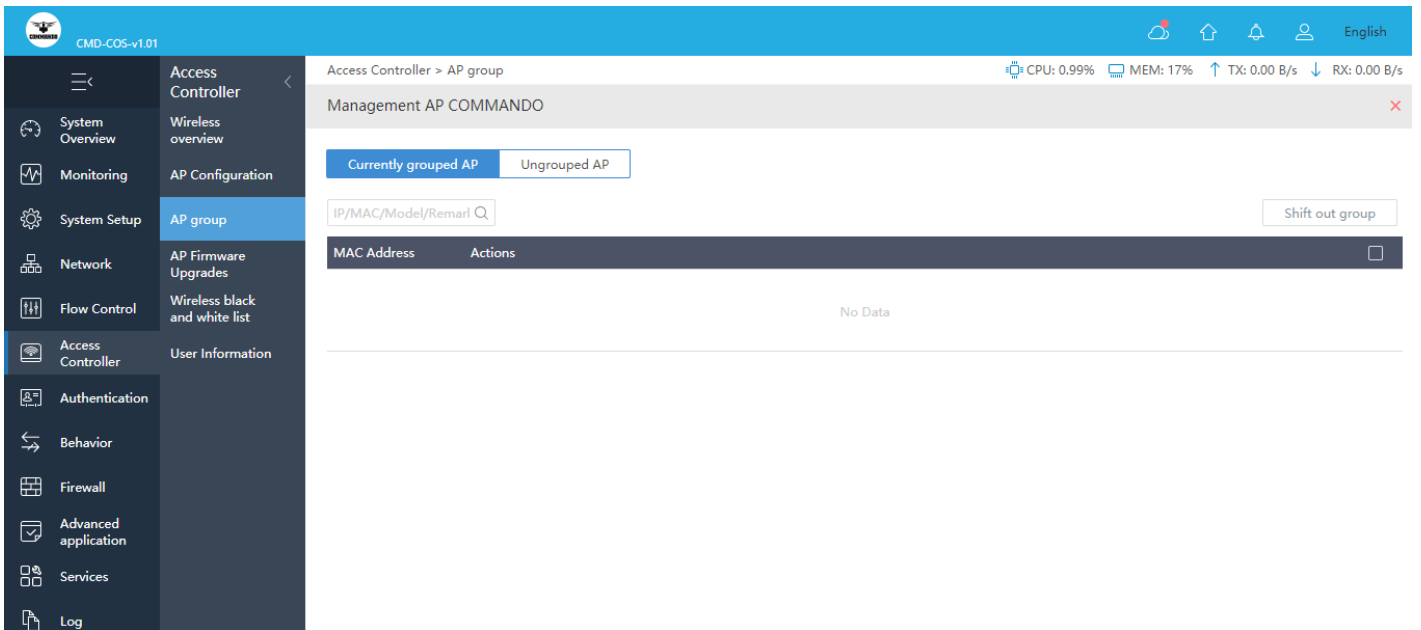 COMMANDO
CMD-COS-v1.01
English
Access Controller
Access Controller > AP group
CPU: 0.99%
MEM: 17%
TX: 0.00 B/s
RX: 0.00 B/s
Management AP COMMANDO
System
Overview
Monitoring
System Setup
Network
Flow Control
Access
Controller
Authentication
Behavior
Firewall
Advanced
application
Services
Log
Wireless
overview
AP Configuration
AP group
AP Firmware
Upgrades
Wireless black
and white list
User Information
Currently grouped AP
Ungrouped AP
IP/MAC/Model/Remarl
Shift out group
MAC Address
Actions
No Data